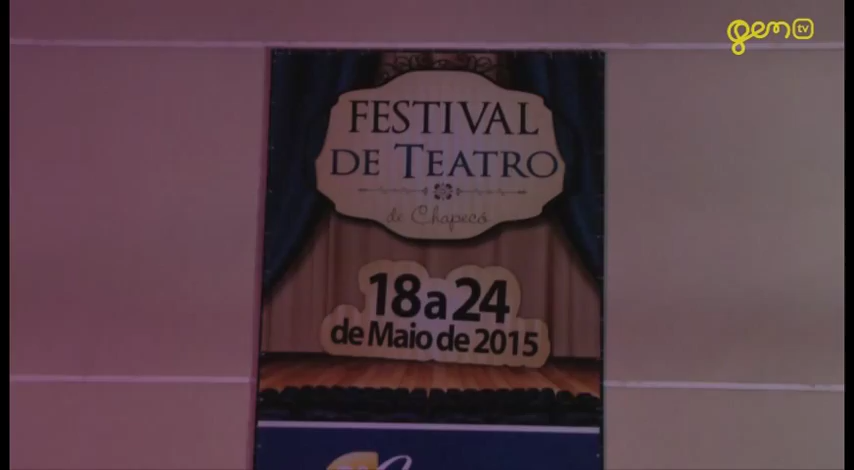 gem tv
FESTIVAL
DE TEATRO
de Chapecó
18 a 24
de Maio de 2015